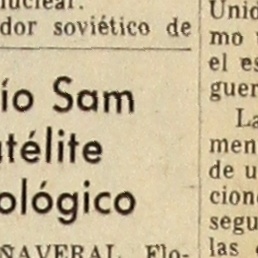 nuclear.
dor soviético de
ío Sam
télite
ológico
ÑAVERAL Flo-
Unid
mo
el es
guer
La
men
de u
cion
segu
las